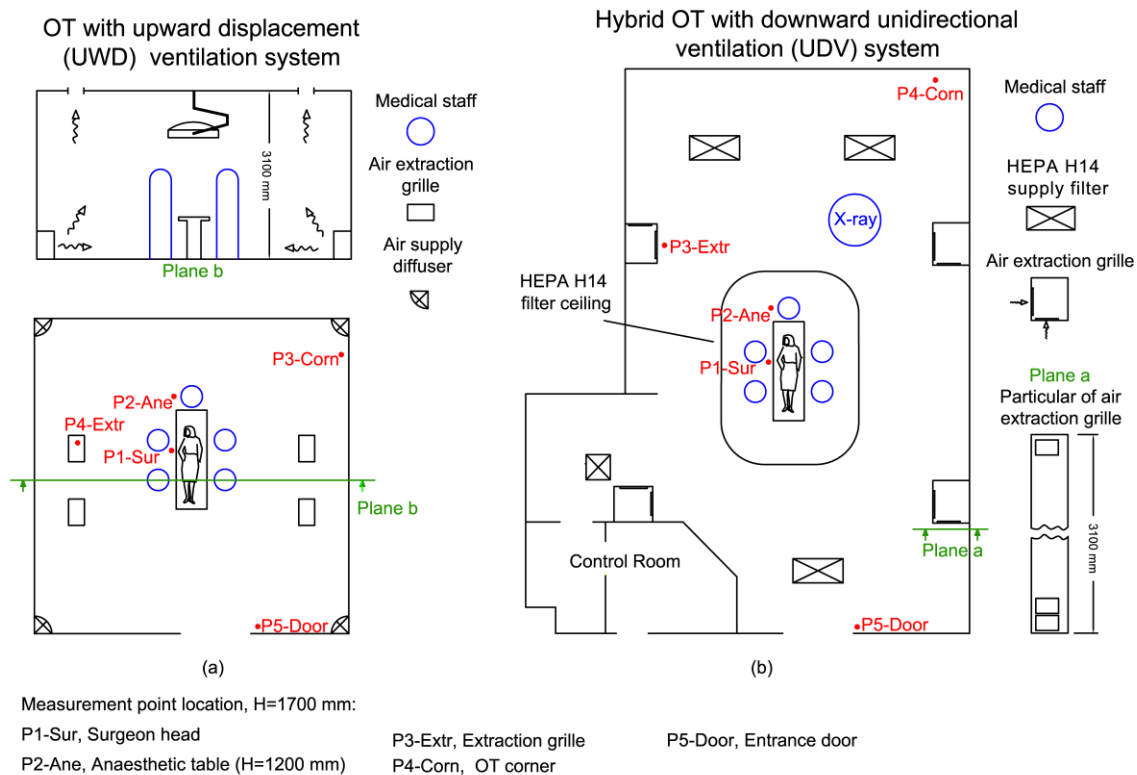 OT with upward displacement
(UWD) ventilation system
Medical staff
Air extraction
grille
Air supply
diffuser
3100 mm
Plane b
P3-Corn
P2-Ane
P4-Extr
P1-Sur
Plane b
P5-Door
(a)
Hybrid OT with downward unidirectional
ventilation (UDV) system
P4-Corn
Medical staff
HEPA H14
supply filter
X-ray
P3-Extr
Air extraction grille
HEPA H14
filter ceiling
P2-Ane
P1-Sur
Plane a
Particular of air
extraction grille
3100 mm
Plane a
Control Room
P5-Door
(b)
Measurement point location, H=1700 mm:
P1-Sur, Surgeon head
P2-Ane, Anaesthetic table (H=1200 mm)
P3-Extr, Extraction grille
P4-Corn, OT corner
P5-Door, Entrance door